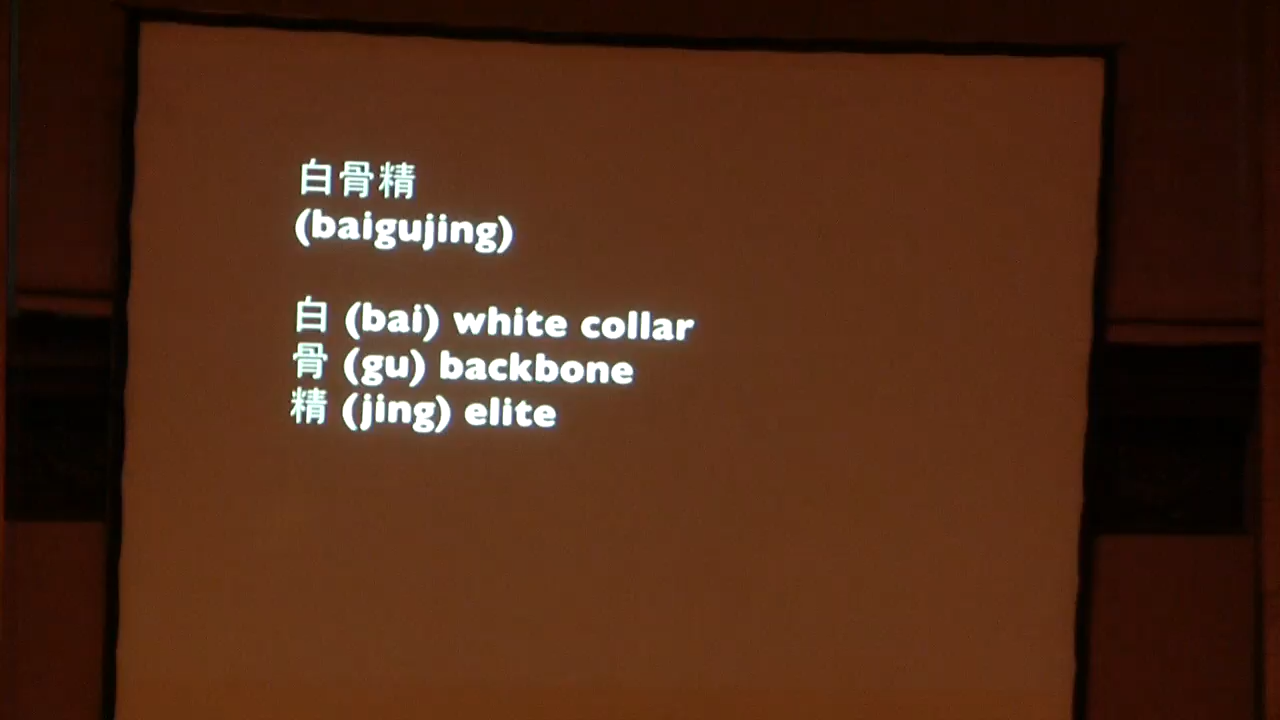 白骨精
(baigujing)
白 (bai) white collar
骨 (gu) backbone
精 (jing) elite